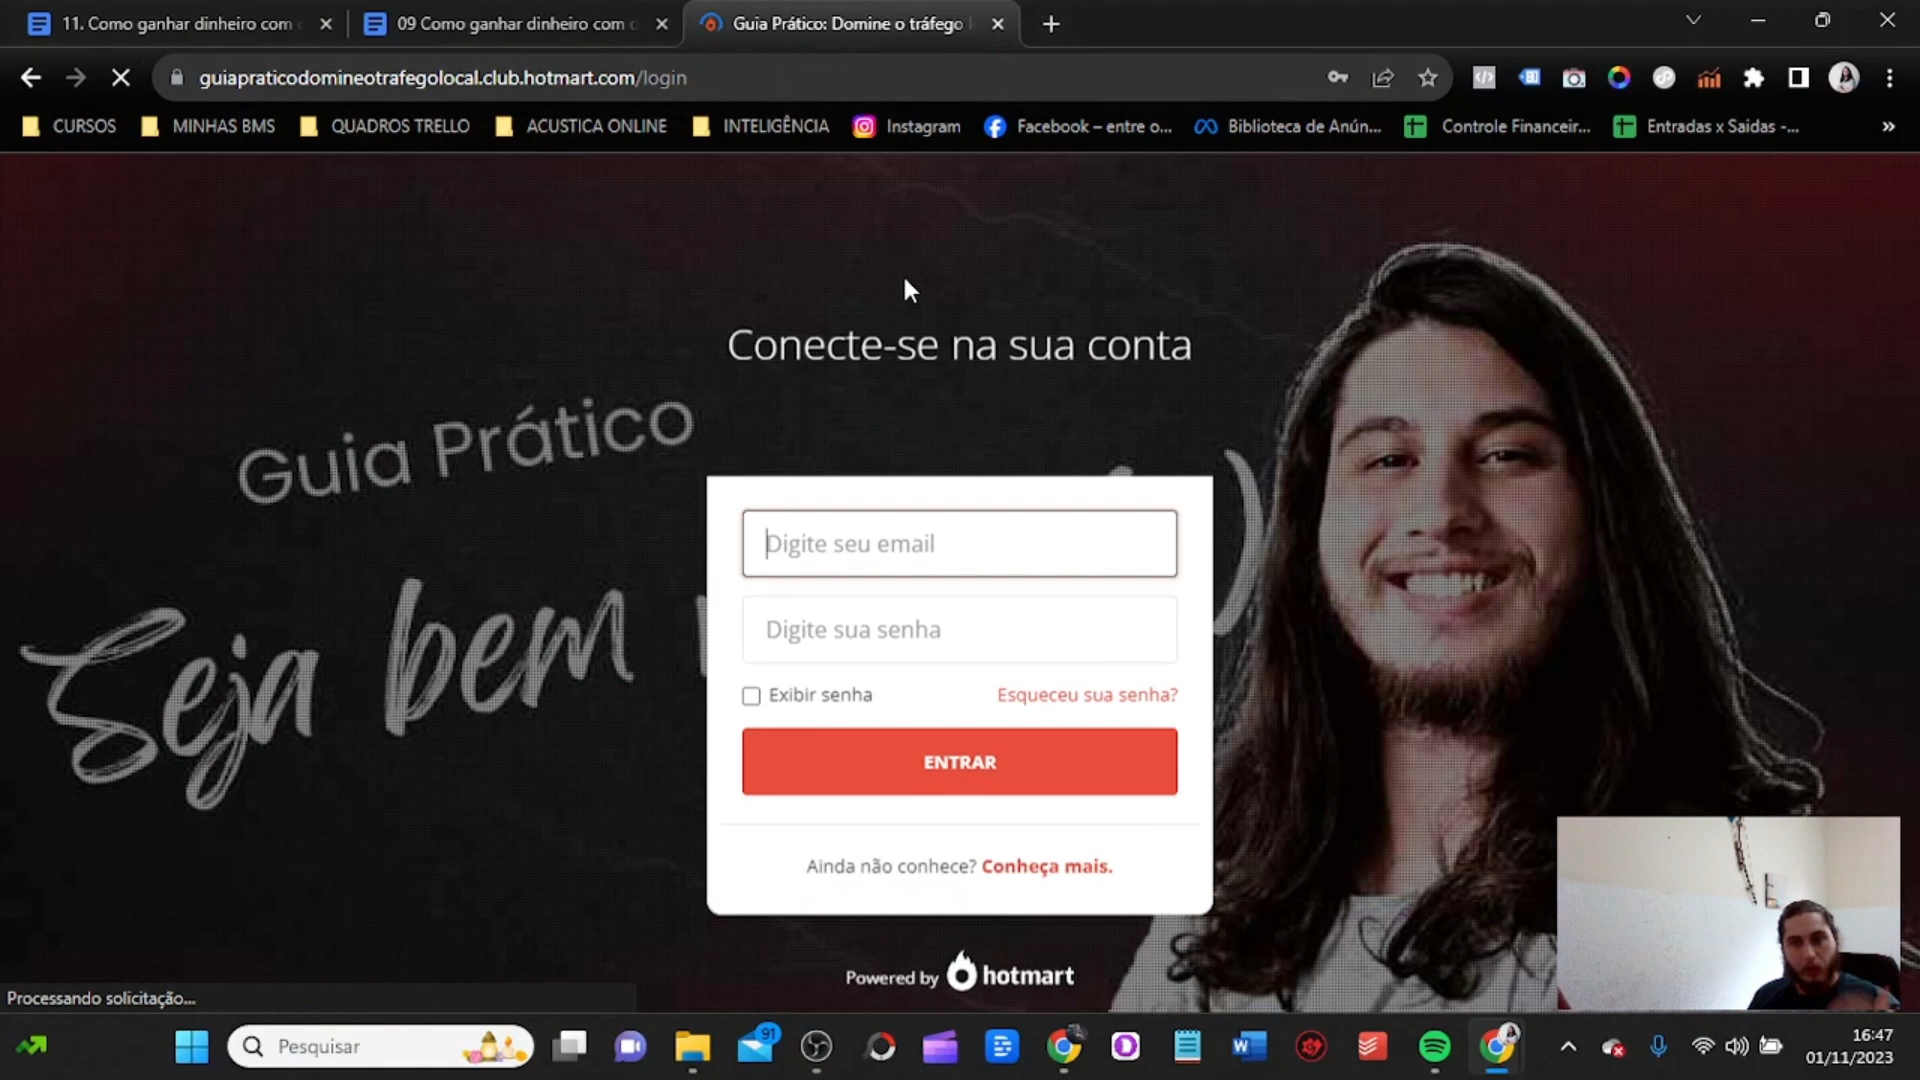 11. Como ganhar dinheiro com
09 Como ganhar dinheiro com o
Guia Prático: Domine o tráfego
guiapraticodomineotrafegolocal.club.hotmart.com/login
CURSOS
MINHAS BMS
QUADROS TRELLO
ACUSTICA ONLINE
INTELIGÊNCIA
Instagram
Facebook – entre o...
Biblioteca de Anún...
Controle Financeir...
Entradas x Saidas -...
»
Conecte-se na sua conta
Guia Prático
Seja bem
Digite seu email
Digite sua senha
Exibir senha
Esqueceu sua senha?
ENTRAR
Ainda não conhece? Conheça mais.
Powered by hotmart
Processando solicitação...
Pesquisar
91
16:47
01/11/2023